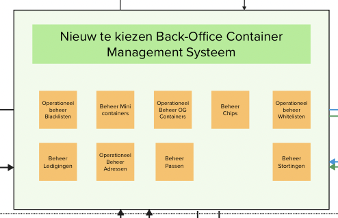 Nieuw te kiezen Back-Office Container
Management Systeem
Operationeel
beheer
Blacklisten
Beheer Mini
containers
Operationeel
Beheer OG
Containers
Beheer
Chips
Operationeel
beheer
Whitelisten
Beheer
Ledigingen
Operationeel
Beheer
Adressen
Beheer
Passen
Beheer
Stortingen